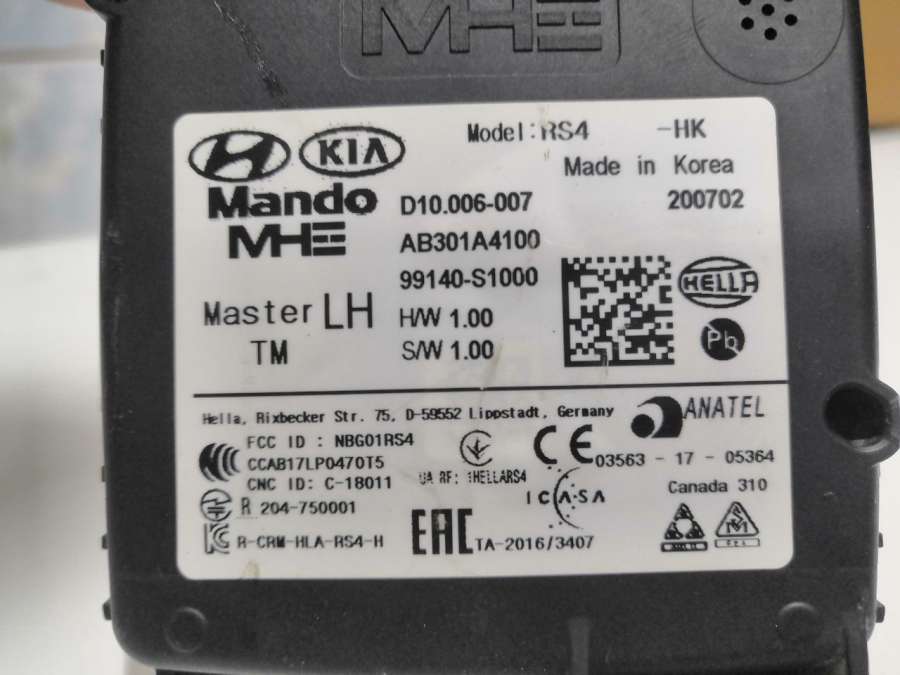 MHE
Model:RS4 -HK
KIA
Made in Korea
Mando
D10.006-007
200702
MHE
AB301A4100
99140-S1000
HELLA
Master LH
H/W 1.00
TM
S/W 1.00
Pb
Hella, Rixbecker Str. 75, D-59552 Lippstadt, Germany
ANATEL
FCC ID : NBG01RS4
CE
CCAB17LP0470T5
UA RF: 1HELLARS4
03563 - 17 - 05364
CNC ID: C-18011
ICASA
Canada 310
R 204-750001
EAC
TA-2016/3407
R-CRM-HLA-RS4-H